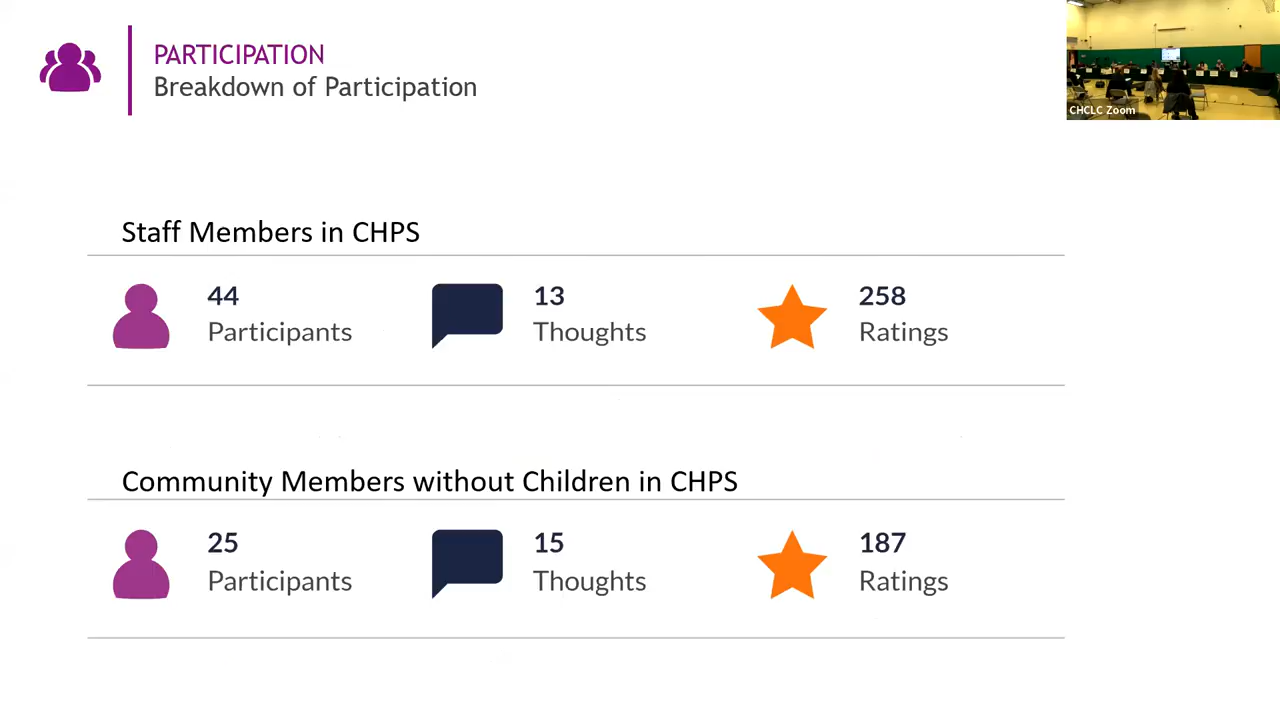 PARTICIPATION
Breakdown of Participation
CHCLC Zoom
Staff Members in CHPS
44
Participants
13
Thoughts
258
Ratings
Community Members without Children in CHPS
25
Participants
15
Thoughts
187
Ratings